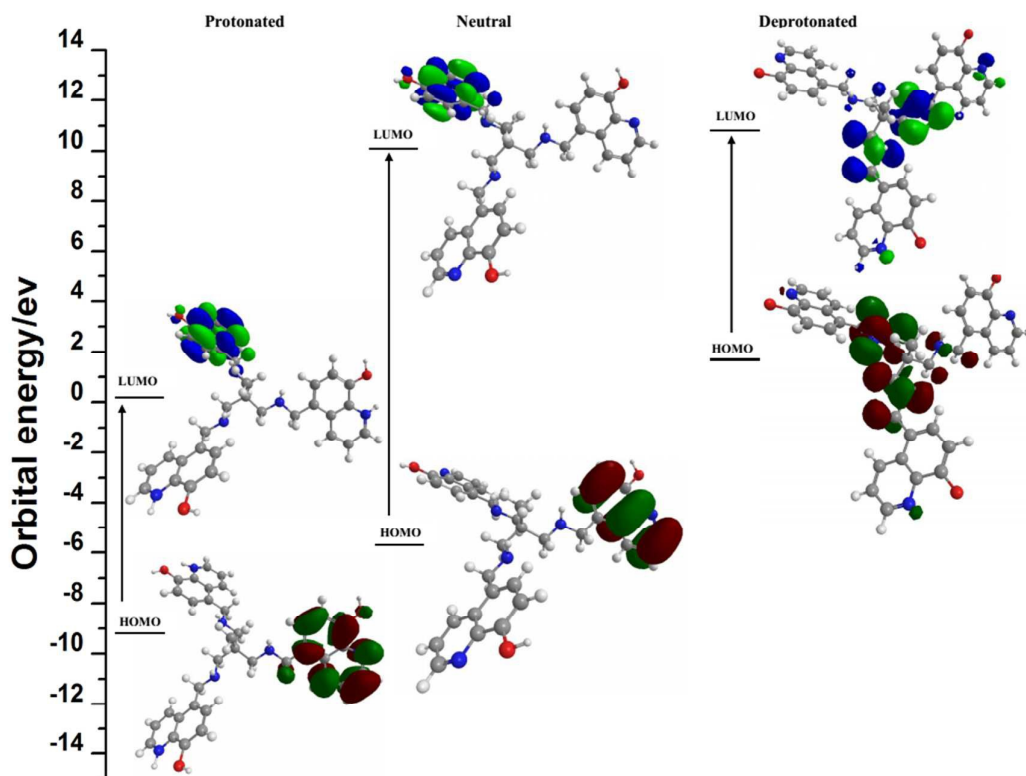 Protonated Neutral Deprotonated
14
12
10
8
6
4
2
0
-2
-4
-6
-8
-10
-12
-14
Orbital energy/ev
LUMO
HOMO
LUMO
HOMO
LUMO
HOMO